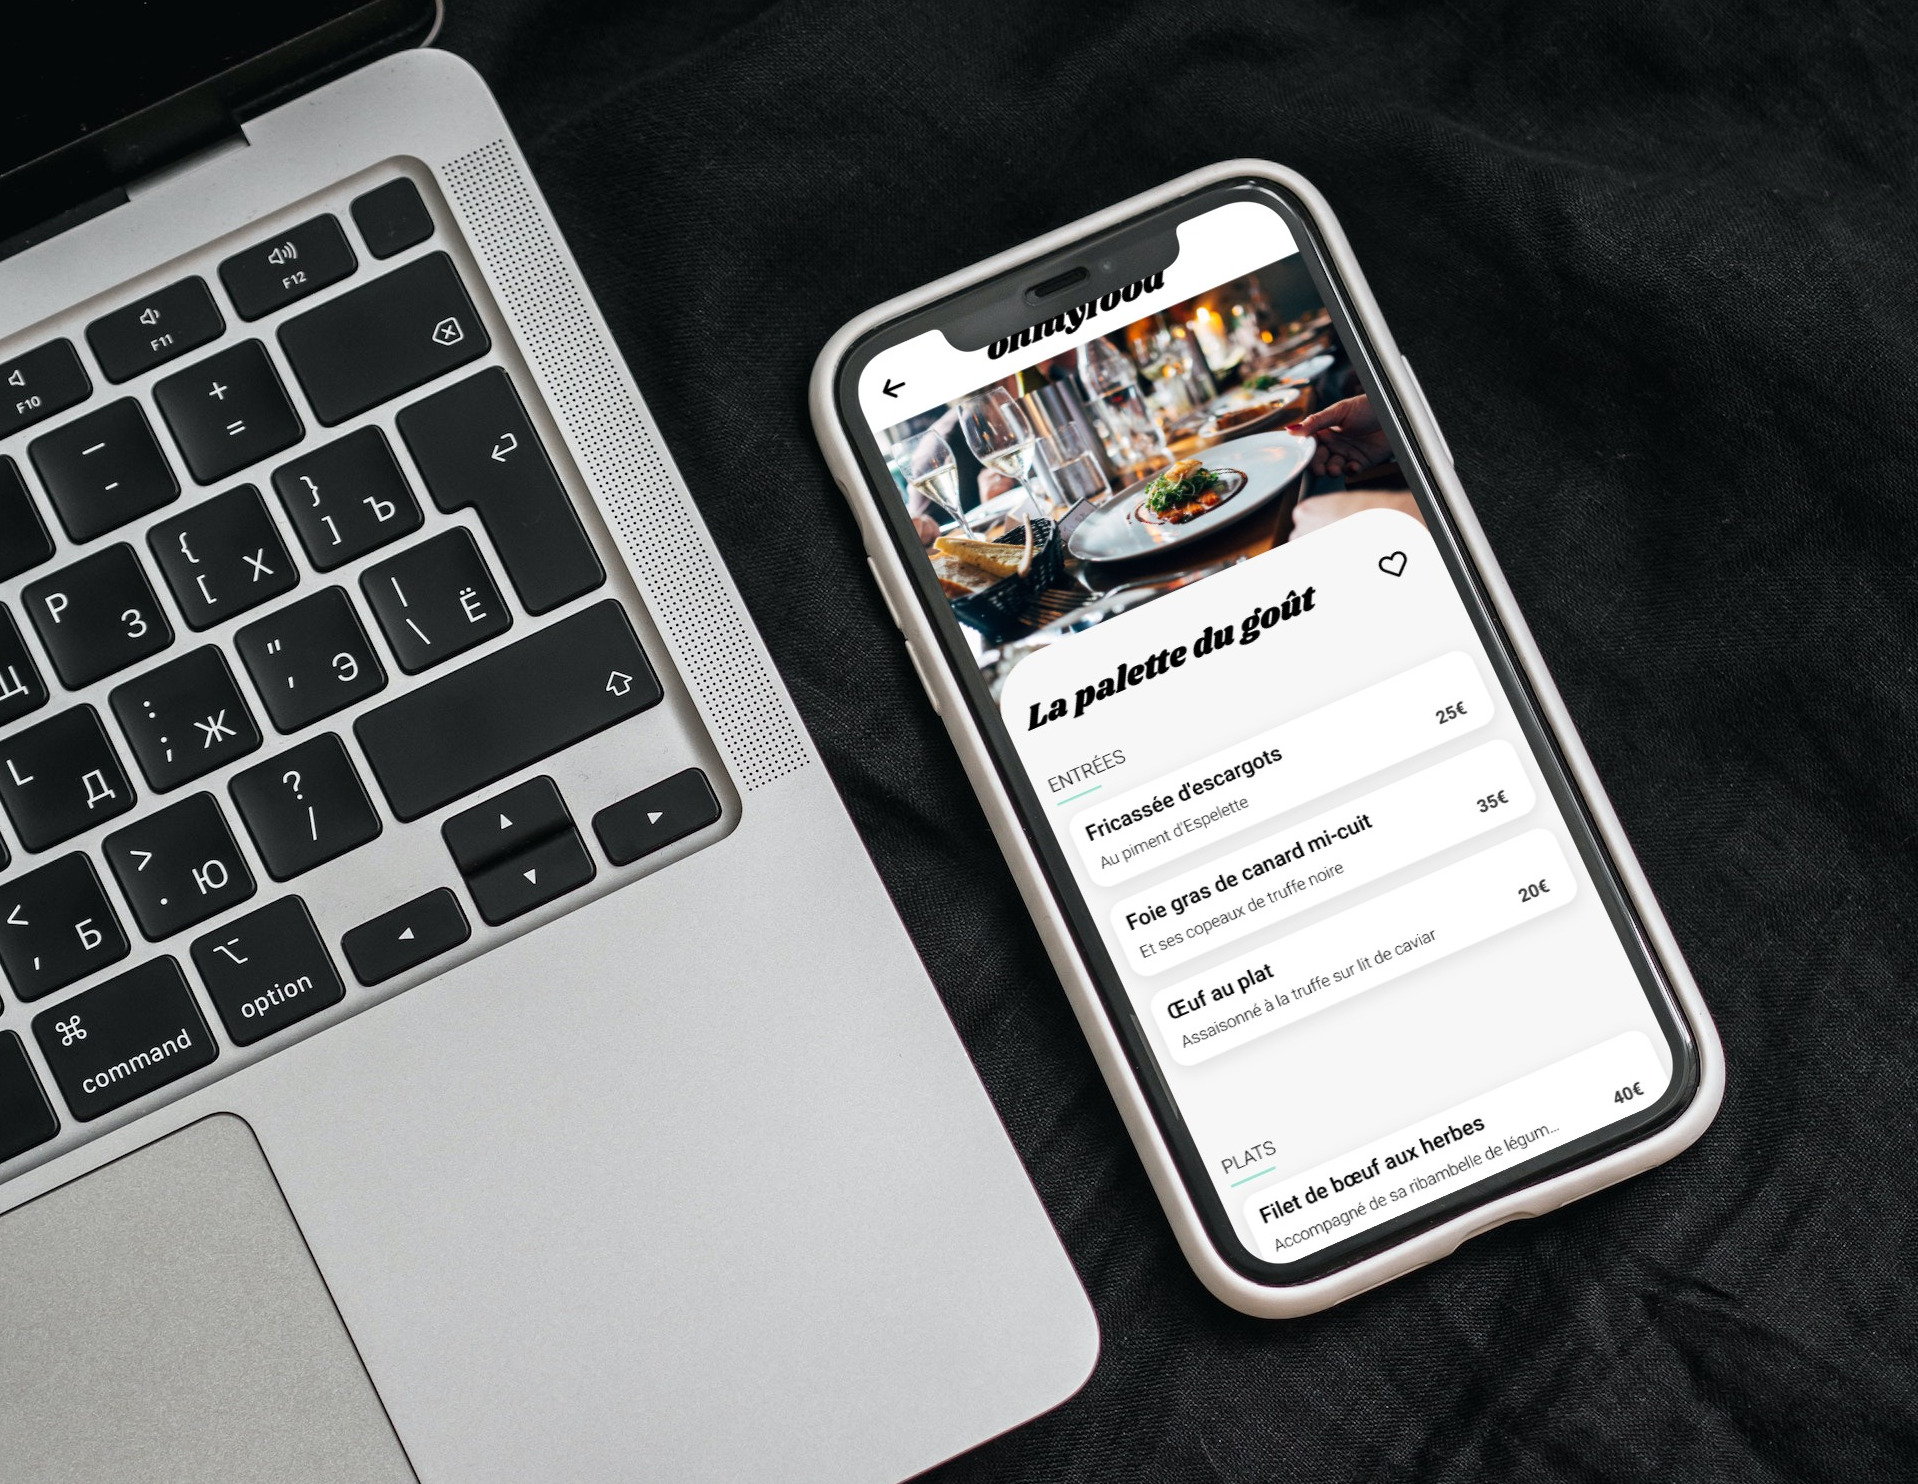 F10
F11
F12
+
=
-
{
[
Х
}
]
Ъ
P
З
"
'
Э
|
\
Ё
Щ
L
Д
:
;
Ж
?
/
<
,
Б
>
.
Ю
option
command
ohmyfood
La palette du goût
ENTRÉES
Fricassée d'escargots 25€
Au piment d'Espelette
Foie gras de canard mi-cuit 35€
Et ses copeaux de truffe noire
Œuf au plat 20€
Assaisonné à la truffe sur lit de caviar
PLATS
Filet de bœuf aux herbes 40€
Accompagné de sa ribambelle de légum...